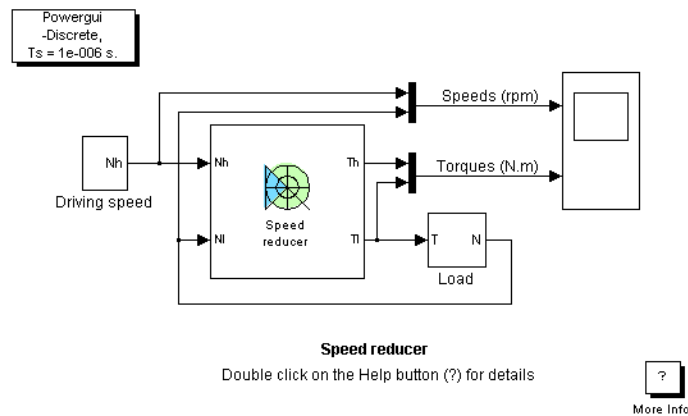 Powergui
-Discrete,
Ts = 1e-006 s.
Speeds (rpm)
Nh
Driving speed
Nh
Th
Torques (N.m)
Speed
reducer
Nl
Tl
T
N
Load
Speed reducer
Double click on the Help button (?) for details
?
More Info